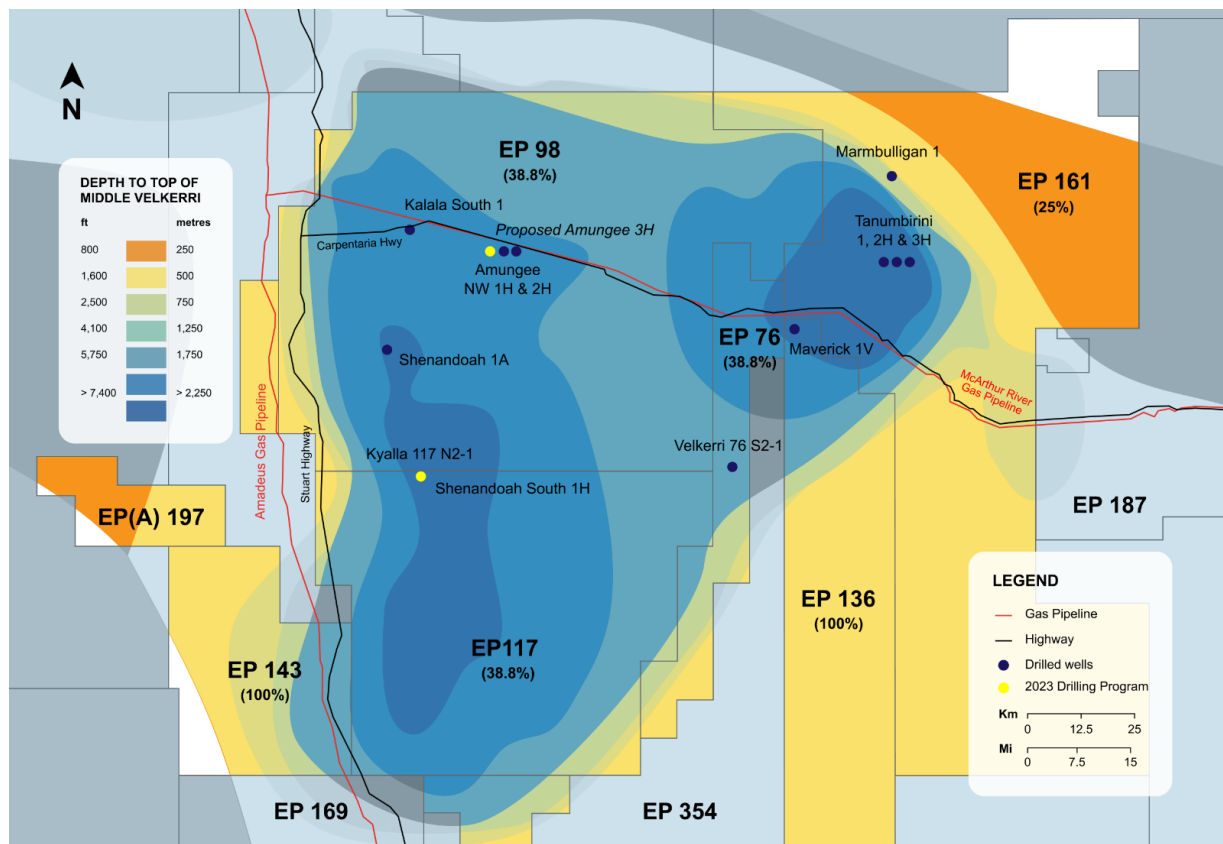 N
EP 98
(38.8%)
Marmbulligan 1
EP 161
(25%)
DEPTH TO TOP OF
MIDDLE VELKERRI
ft metres
800 250
1,600 500
2,500 750
4,100 1,250
5,750 1,750
> 7,400 > 2,250
Kalala South 1
Proposed Amungee 3H
Carpentaria Hwy
Amungee
NW 1H & 2H
Tanumbirini
1, 2H & 3H
EP 76
(38.8%)
Maverick 1V
Shenandoah 1A
McArthur River
Gas Pipeline
Amadeus Gas Pipeline
Stuart Highway
Kyalla 117 N2-1
Shenandoah South 1H
Velkerri 76 S2-1
EP(A) 197
EP 187
EP 143
(100%)
EP117
(38.8%)
EP 136
(100%)
LEGEND
Gas Pipeline
Highway
Drilled wells
2023 Drilling Program
Km
0 12.5 25
Mi
0 7.5 15
EP 169
EP 354